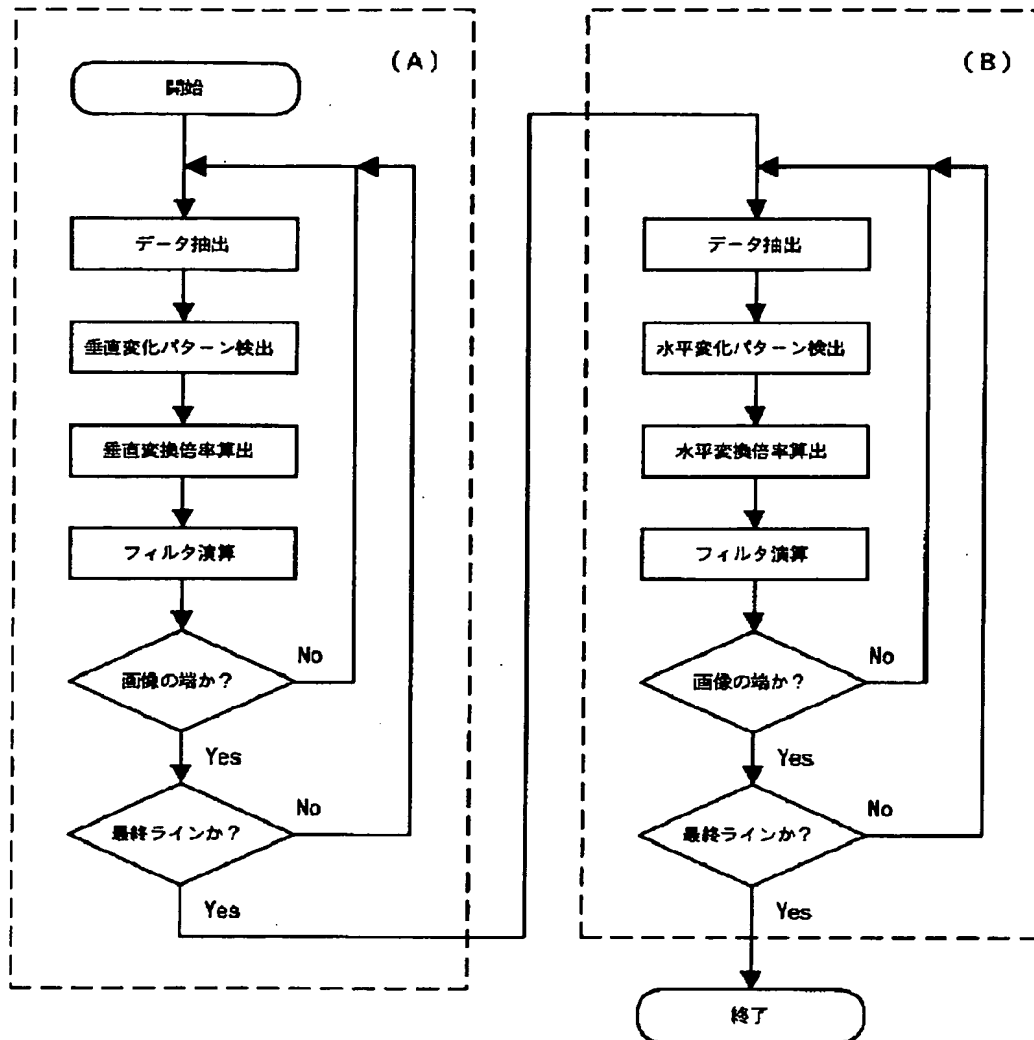 (A)
開始
データ抽出
垂直変化パターン検出
垂直変換倍率算出
フィルタ演算
画像の端か?
No
Yes
最終ラインか?
No
Yes
(B)
データ抽出
水平変化パターン検出
水平変換倍率算出
フィルタ演算
画像の端か?
No
Yes
最終ラインか?
No
Yes
終了